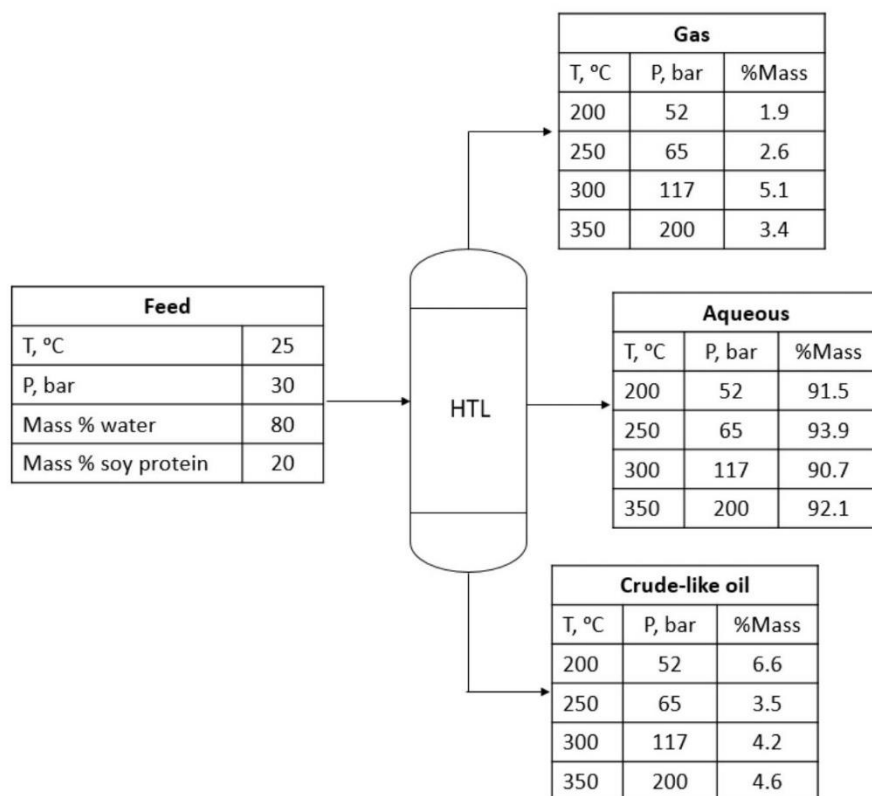 Gas
T, ºC P, bar %Mass
200 52 1.9
250 65 2.6
300 117 5.1
350 200 3.4
Feed
T, ºC 25
P, bar 30
Mass % water 80
Mass % soy protein 20
HTL
Aqueous
T, ºC P, bar %Mass
200 52 91.5
250 65 93.9
300 117 90.7
350 200 92.1
Crude-like oil
T, ºC P, bar %Mass
200 52 6.6
250 65 3.5
300 117 4.2
350 200 4.6